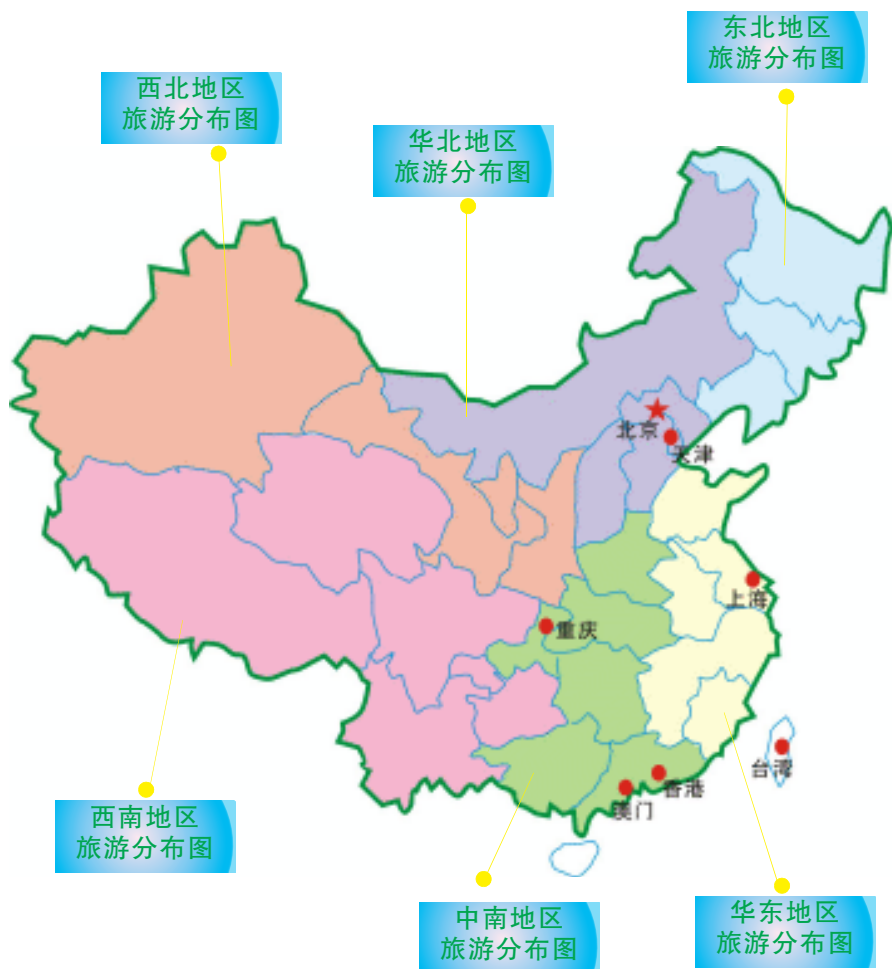 东北地区
旅游分布图
西北地区
旅游分布图
华北地区
旅游分布图
北京
天津
上海
重庆
台湾
香港
澳门
西南地区
旅游分布图
中南地区
旅游分布图
华东地区
旅游分布图